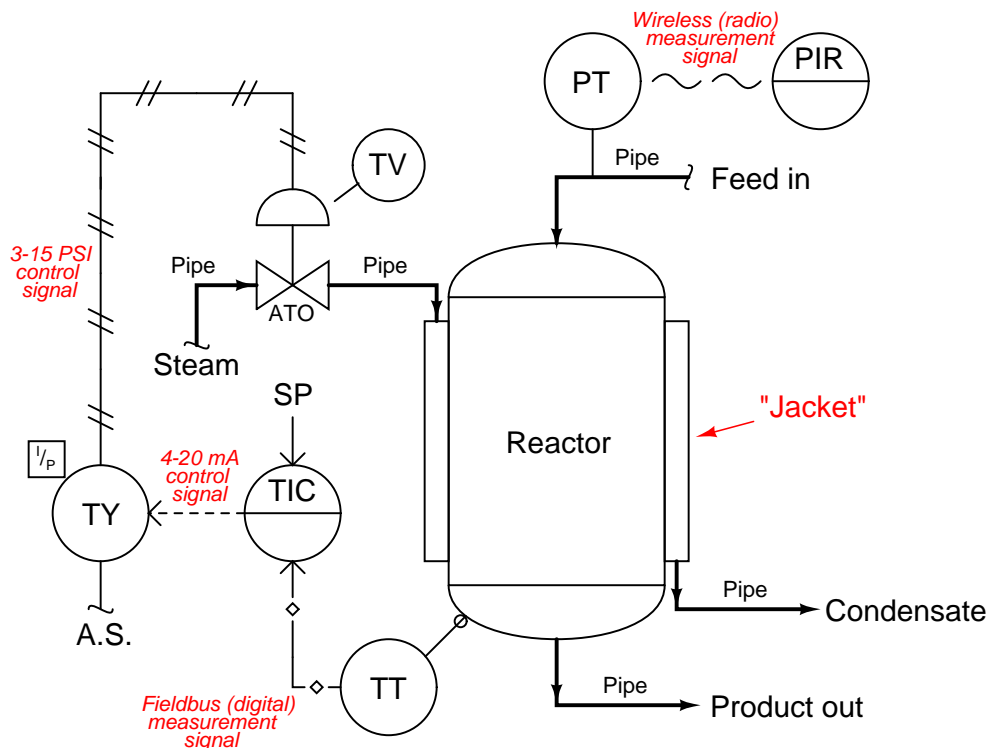 Wireless (radio)
measurement
signal
PT
PIR
Pipe
Feed in
TV
3-15 PSI
control
signal
Pipe
Pipe
ATO
Steam
SP
"Jacket"
Reactor
I/P
4-20 mA
control
signal
TY
TIC
A.S.
Pipe
Condensate
TT
Fieldbus (digital)
measurement
signal
Pipe
Product out